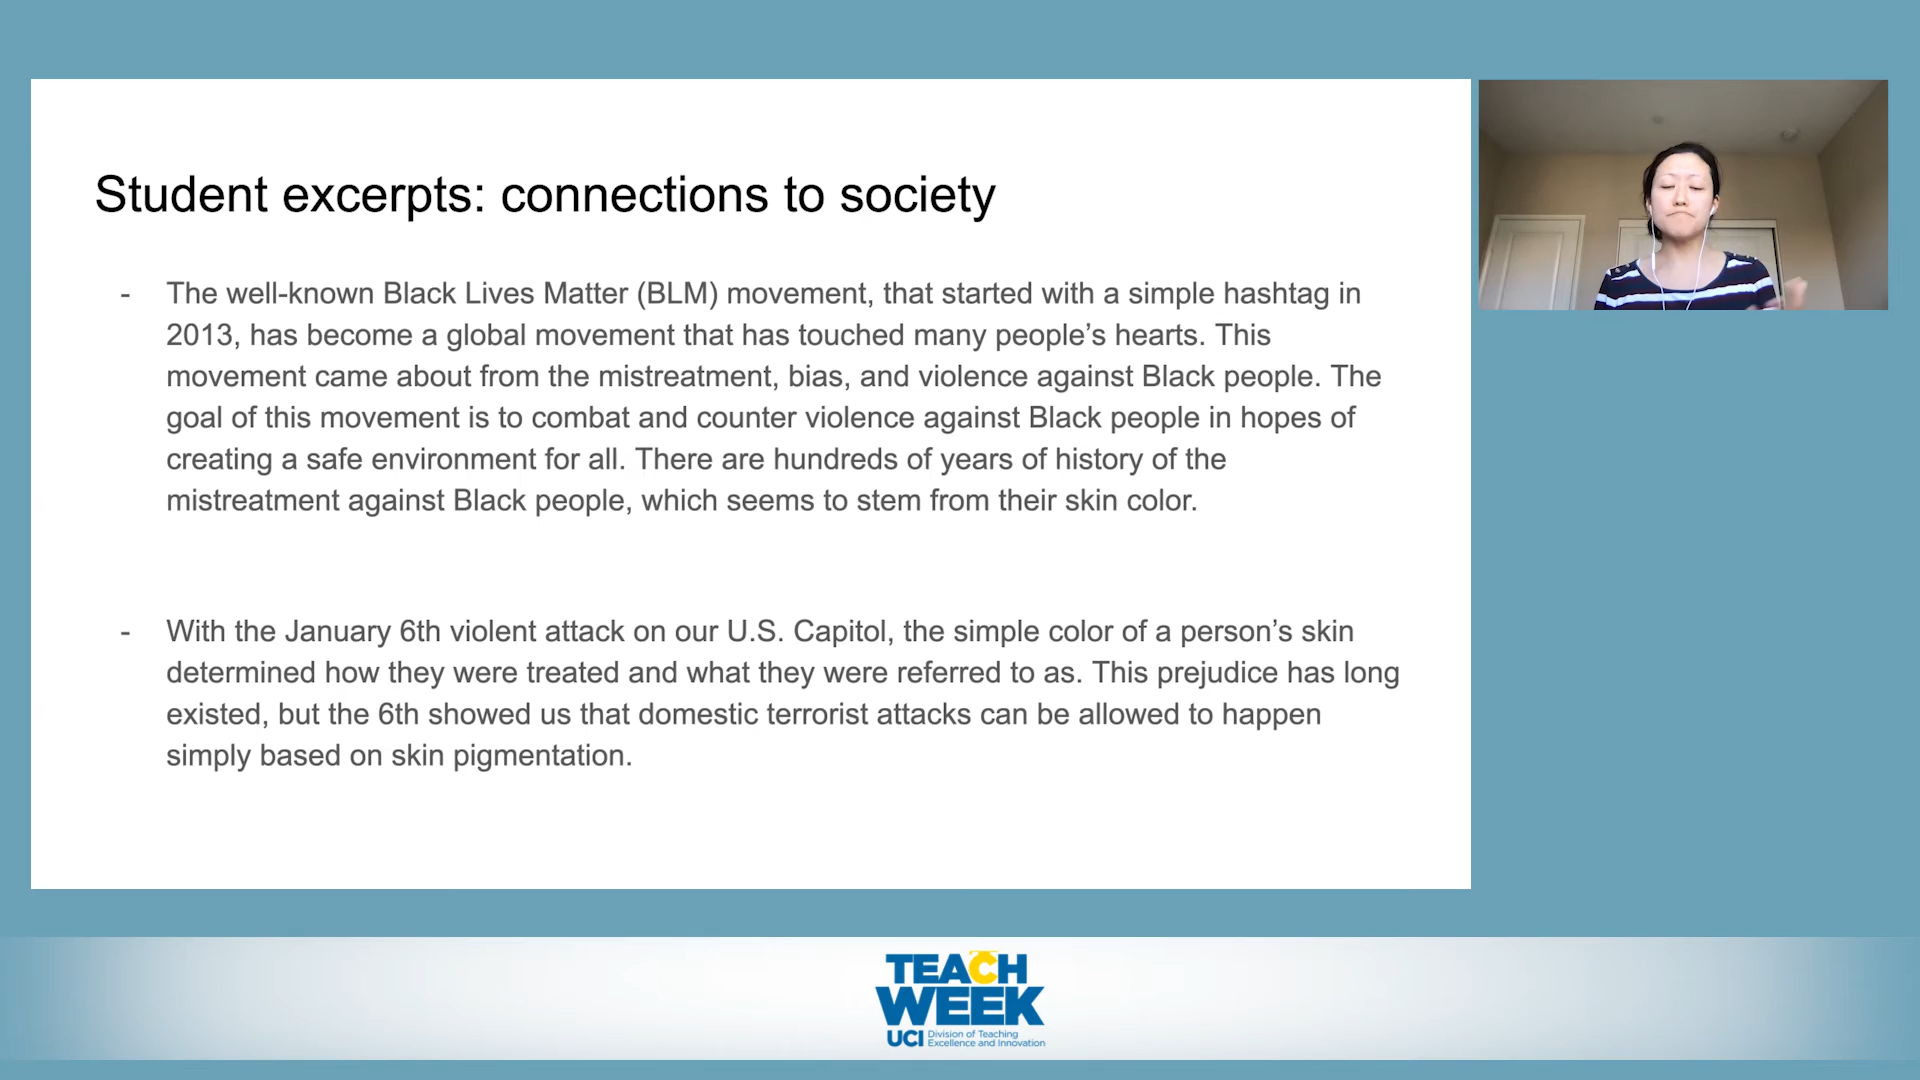 Student excerpts: connections to society
- The well-known Black Lives Matter (BLM) movement, that started with a simple hashtag in
2013, has become a global movement that has touched many people’s hearts. This
movement came about from the mistreatment, bias, and violence against Black people. The
goal of this movement is to combat and counter violence against Black people in hopes of
creating a safe environment for all. There are hundreds of years of history of the
mistreatment against Black people, which seems to stem from their skin color.
- With the January 6th violent attack on our U.S. Capitol, the simple color of a person’s skin
determined how they were treated and what they were referred to as. This prejudice has long
existed, but the 6th showed us that domestic terrorist attacks can be allowed to happen
simply based on skin pigmentation.
TEACH
WEEK
UCI Division of Teaching
Excellence and Innovation